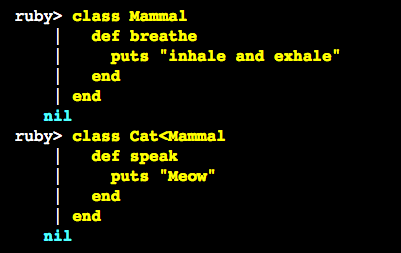 ruby> class Mammal
    |   def breathe
    |     puts "inhale and exhale"
    |   end
    | end
   nil
ruby> class Cat<Mammal
    |   def speak
    |     puts "Meow"
    |   end
    | end
   nil